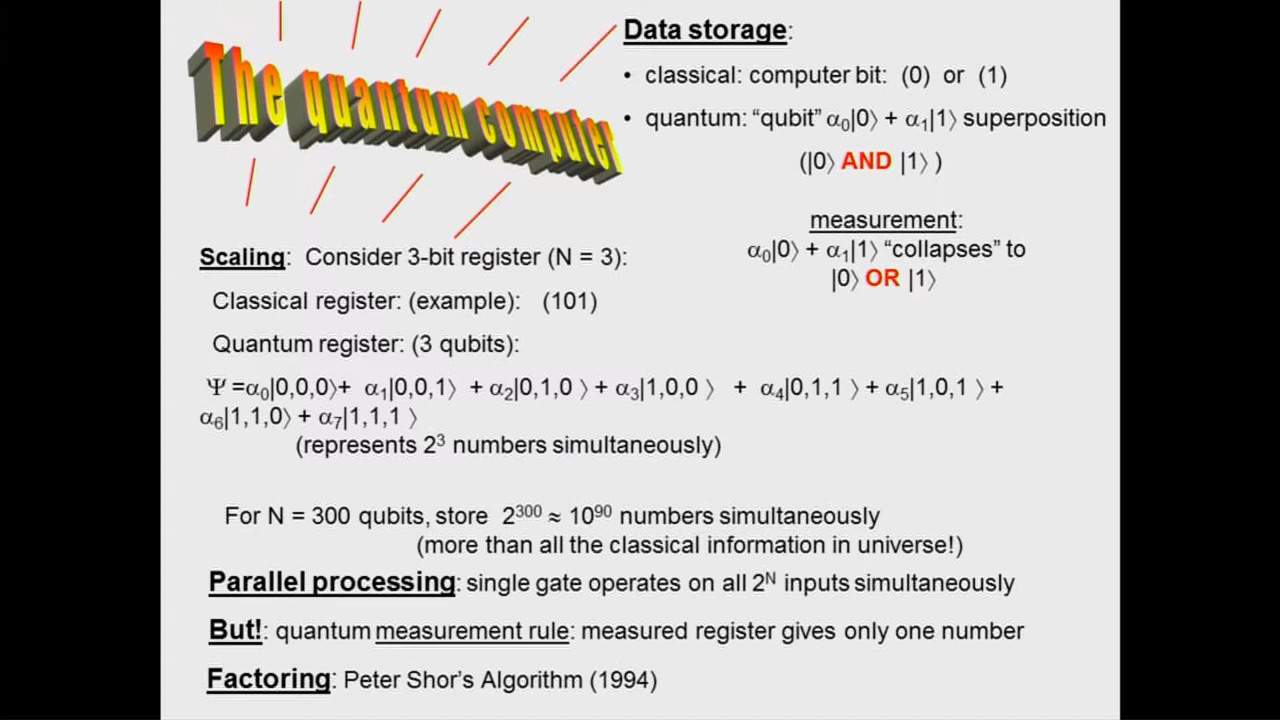 The quantum computer
Data storage:
• classical: computer bit: (0) or (1)
• quantum: “qubit” α₀|0⟩ + α₁|1⟩ superposition
(|0⟩ AND |1⟩ )
measurement:
α₀|0⟩ + α₁|1⟩ “collapses” to
|0⟩ OR |1⟩
Scaling: Consider 3-bit register (N = 3):
Classical register: (example): (101)
Quantum register: (3 qubits):
Ψ =α₀|0,0,0⟩+ α₁|0,0,1⟩ + α₂|0,1,0 ⟩ + α₃|1,0,0 ⟩ + α₄|0,1,1 ⟩ + α₅|1,0,1 ⟩ +
α₆|1,1,0⟩ + α₇|1,1,1 ⟩
(represents 2³ numbers simultaneously)
For N = 300 qubits, store 2³⁰⁰ ≈ 10⁹⁰ numbers simultaneously
(more than all the classical information in universe!)
Parallel processing: single gate operates on all 2ᴺ inputs simultaneously
But!: quantum measurement rule: measured register gives only one number
Factoring: Peter Shor’s Algorithm (1994)